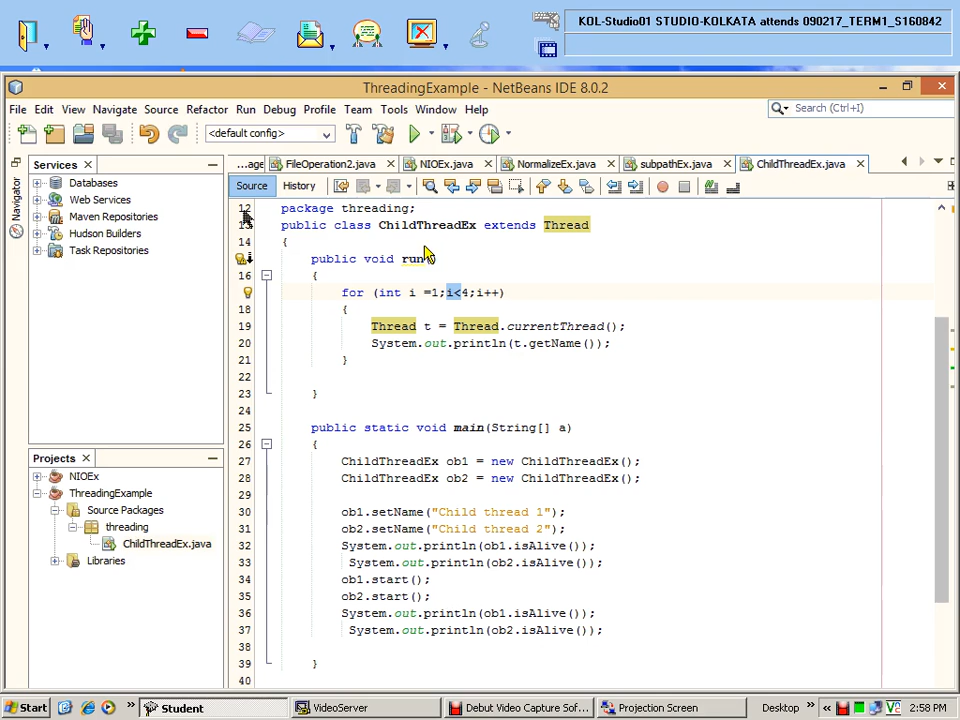 KOL-Studio01 STUDIO-KOLKATA attends 090217_TERM1_S160842
ThreadingExample - NetBeans IDE 8.0.2
File Edit View Navigate Source Refactor Run Debug Profile Team Tools Window Help
Search (Ctrl+I)
<default config>
Services
...age FileOperation2.java NIOEx.java NormalizeEx.java subpathEx.java ChildThreadEx.java
Navigator
Databases
Web Services
Maven Repositories
Hudson Builders
Task Repositories
Source History
12 package threading;
13 public class ChildThreadEx extends Thread
14 {
public void run
16 {
for (int i =1;i<4;i++)
18 {
19 Thread t = Thread.currentThread();
20 System.out.println(t.getName());
21 }
22
23 }
24
25 public static void main(String[] a)
26 {
27 ChildThreadEx ob1 = new ChildThreadEx();
28 ChildThreadEx ob2 = new ChildThreadEx();
29
30 ob1.setName("Child thread 1");
31 ob2.setName("Child thread 2");
32 System.out.println(ob1.isAlive());
33 System.out.println(ob2.isAlive());
34 ob1.start();
35 ob2.start();
36 System.out.println(ob1.isAlive());
37 System.out.println(ob2.isAlive());
38
39 }
40
Projects
NIOEx
ThreadingExample
Source Packages
threading
ChildThreadEx.java
Libraries
Start Student VideoServer Debut Video Capture Sof... Projection Screen Desktop 2:58 PM